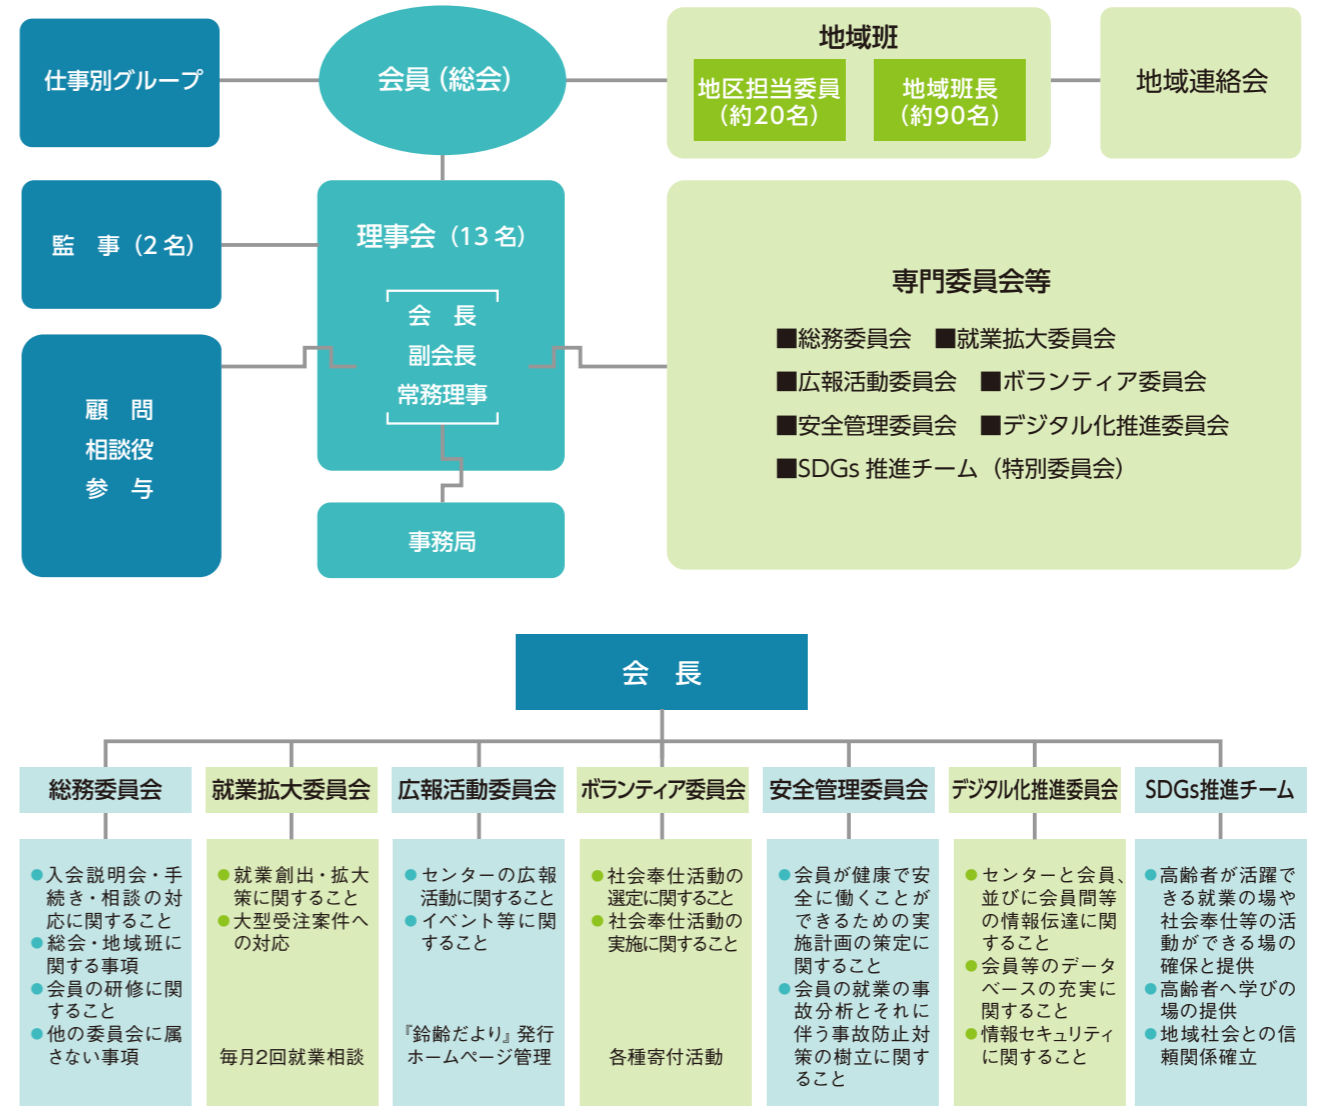 仕事別グループ
会員（総会）
地域班
地区担当委員
（約20名）
地域班長
（約90名）
地域連絡会
監　事（2名）
理事会（13名）
会　長
副会長
常務理事
顧　問
相談役
参　与
事務局
専門委員会等
■総務委員会　■就業拡大委員会
■広報活動委員会　■ボランティア委員会
■安全管理委員会　■デジタル化推進委員会
■SDGs 推進チーム（特別委員会）
会　長
総務委員会
●入会説明会・手
続き・相談の対
応に関すること
●総会・地域班に
関する事項
●会員の研修に関
すること
●他の委員会に属
さない事項
就業拡大委員会
●就業創出・拡大
策に関すること
●大型受注案件へ
の対応
毎月2回就業相談
広報活動委員会
●センターの広報
活動に関すること
●イベント等に関
すること
『鈴齢だより』発行
ホームページ管理
ボランティア委員会
●社会奉仕活動の
選定に関すること
●社会奉仕活動の
実施に関すること
各種寄付活動
安全管理委員会
●会員が健康で安
全に働くことが
できるための実
施計画の策定に
関すること
●会員の就業の事
故分析とそれに
伴う事故防止対
策の樹立に関す
ること
デジタル化推進委員会
●センターと会員、
並びに会員間等
の情報伝達に関
すること
●会員等のデータ
ベースの充実に
関すること
●情報セキュリティ
に関すること
SDGs推進チーム
●高齢者が活躍で
きる就業の場や
社会奉仕等の活
動ができる場の
確保と提供
●高齢者へ学びの
場の提供
●地域社会との信
頼関係確立